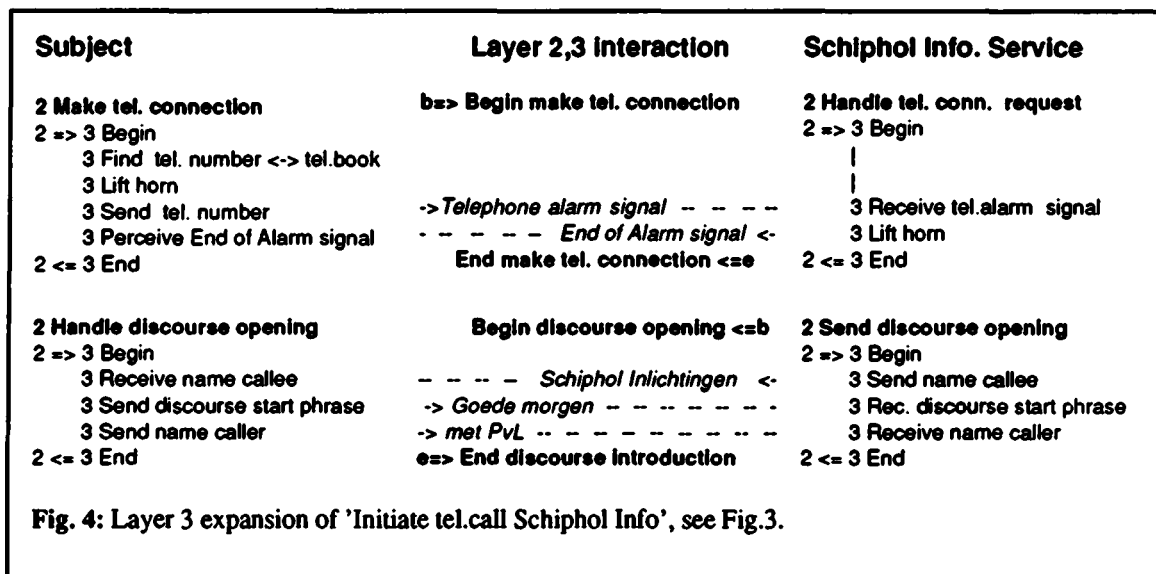 Subject Layer 2,3 interaction Schiphol Info. Service
2 Make tel. connection b=> Begin make tel. connection 2 Handle tel. conn. request
2 => 3 Begin 2 => 3 Begin
3 Find tel. number <-> tel.book |
3 Lift horn |
3 Send tel. number -> Telephone alarm signal -- -- -- -- 3 Receive tel.alarm signal
3 Perceive End of Alarm signal - -- -- -- -- End of Alarm signal <- 3 Lift horn
2 <= 3 End End make tel. connection <=e 2 <= 3 End
2 Handle discourse opening Begin discourse opening <=b 2 Send discourse opening
2 => 3 Begin 2 => 3 Begin
3 Receive name callee -- -- -- -- Schiphol Inlichtingen <- 3 Send name callee
3 Send discourse start phrase -> Goede morgen -- -- -- -- -- -- - 3 Rec. discourse start phrase
3 Send name caller -> met PvL -- -- -- -- -- -- -- -- -- 3 Receive name caller
2 <= 3 End e=> End discourse introduction 2 <= 3 End
Fig. 4: Layer 3 expansion of 'Initiate tel.call Schiphol Info', see Fig.3.